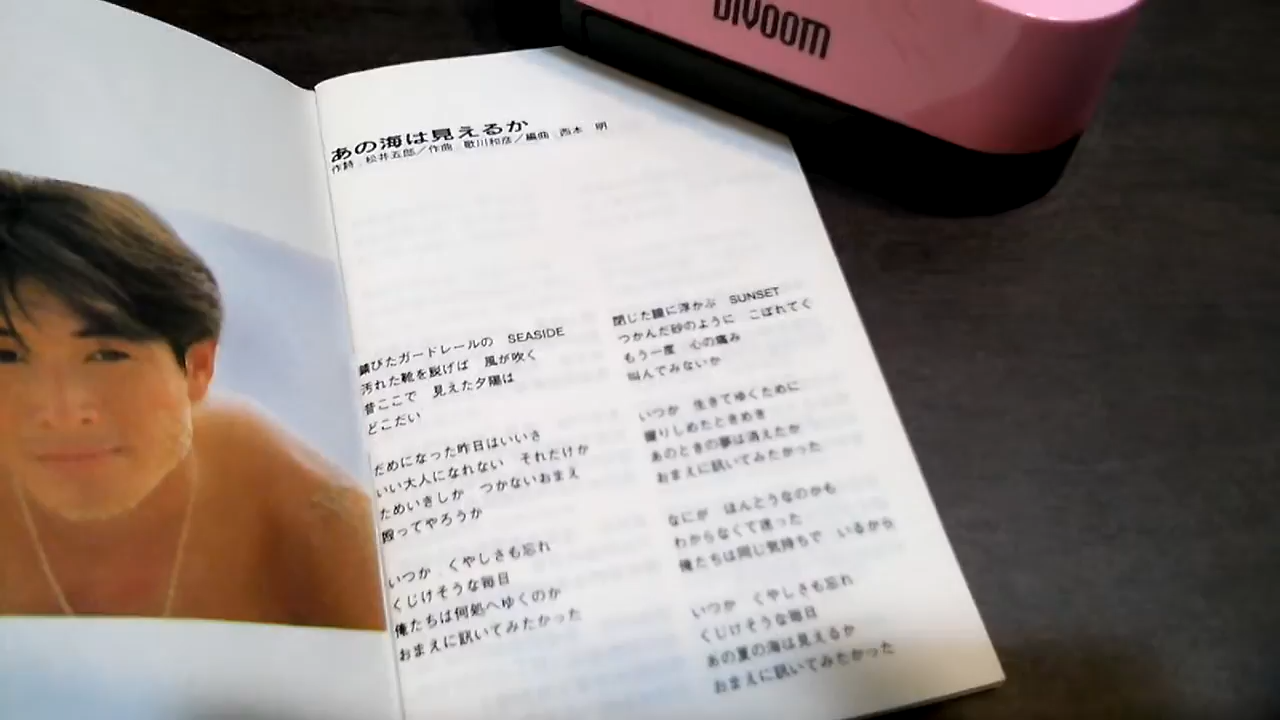 Divoom
あの海は見えるか
作詩 松井五郎／作曲 歌川和彦／編曲 西本 明
錆びたガードレールの SEASIDE
汚れた靴を脱げば 風が吹く
昔ここで 見えた夕陽は
どこだい
だめになった昨日はいいさ
いい大人になれない それだけか
ためいきしか つかないおまえ
殴ってやろうか
いつか くやしさも忘れ
くじけそうな毎日
俺たちは何処へゆくのか
おまえに訊いてみたかった
閉じた瞳に浮かぶ SUNSET
つかんだ砂のように こぼれてく
もう一度 心の痛み
叫んでみないか
いつか 生きてゆくために
握りしめたときめき
あのときの夢は消えたか
おまえに訊いてみたかった
なにが ほんとうなのかも
わからなくて迷った
俺たちは同じ気持ちで いるから
いつか くやしさも忘れ
くじけそうな毎日
あの夏の海は見えるか
おまえに訊いてみたかった